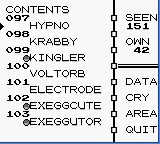 CONTENTS
SEEN
151
OWN
42
097
HYPNO
098
KRABBY
099
KINGLER
100
VOLTORB
101
ELECTRODE
102
EXEGGCUTE
103
EXEGGUTOR
DATA
CRY
AREA
QUIT